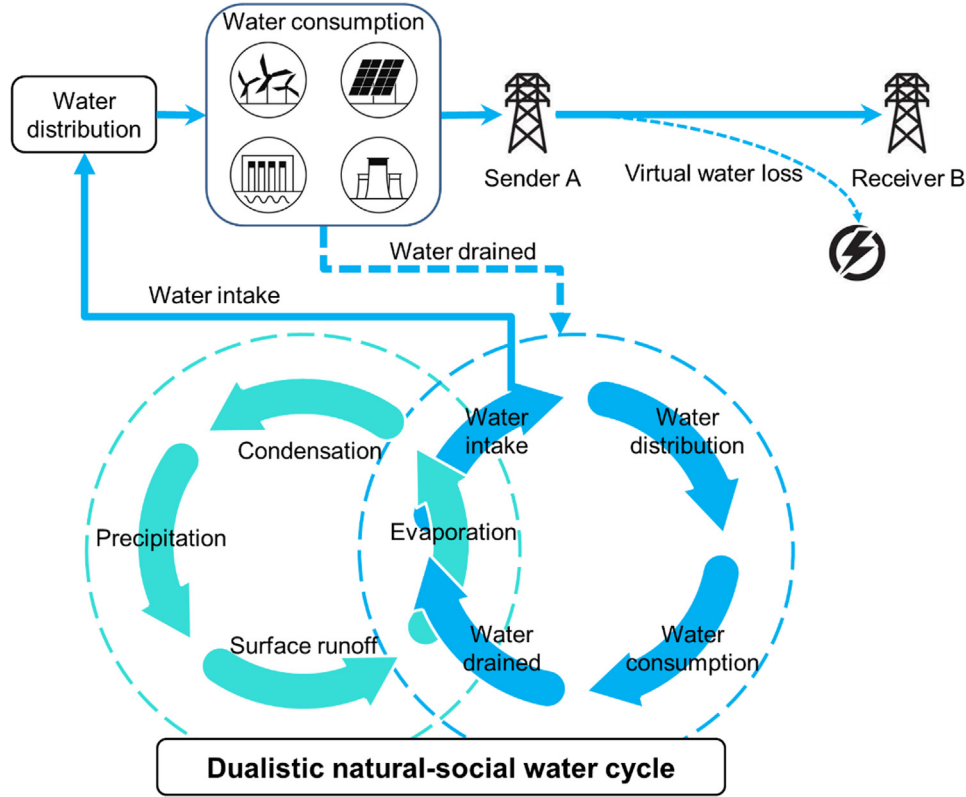 Water consumption
Water
distribution
Sender A
Virtual water loss
Receiver B
Water drained
Water intake
Condensation
Precipitation
Surface runoff
Evaporation
Water
intake
Water
distribution
Water
consumption
Water
drained
Dualistic natural-social water cycle